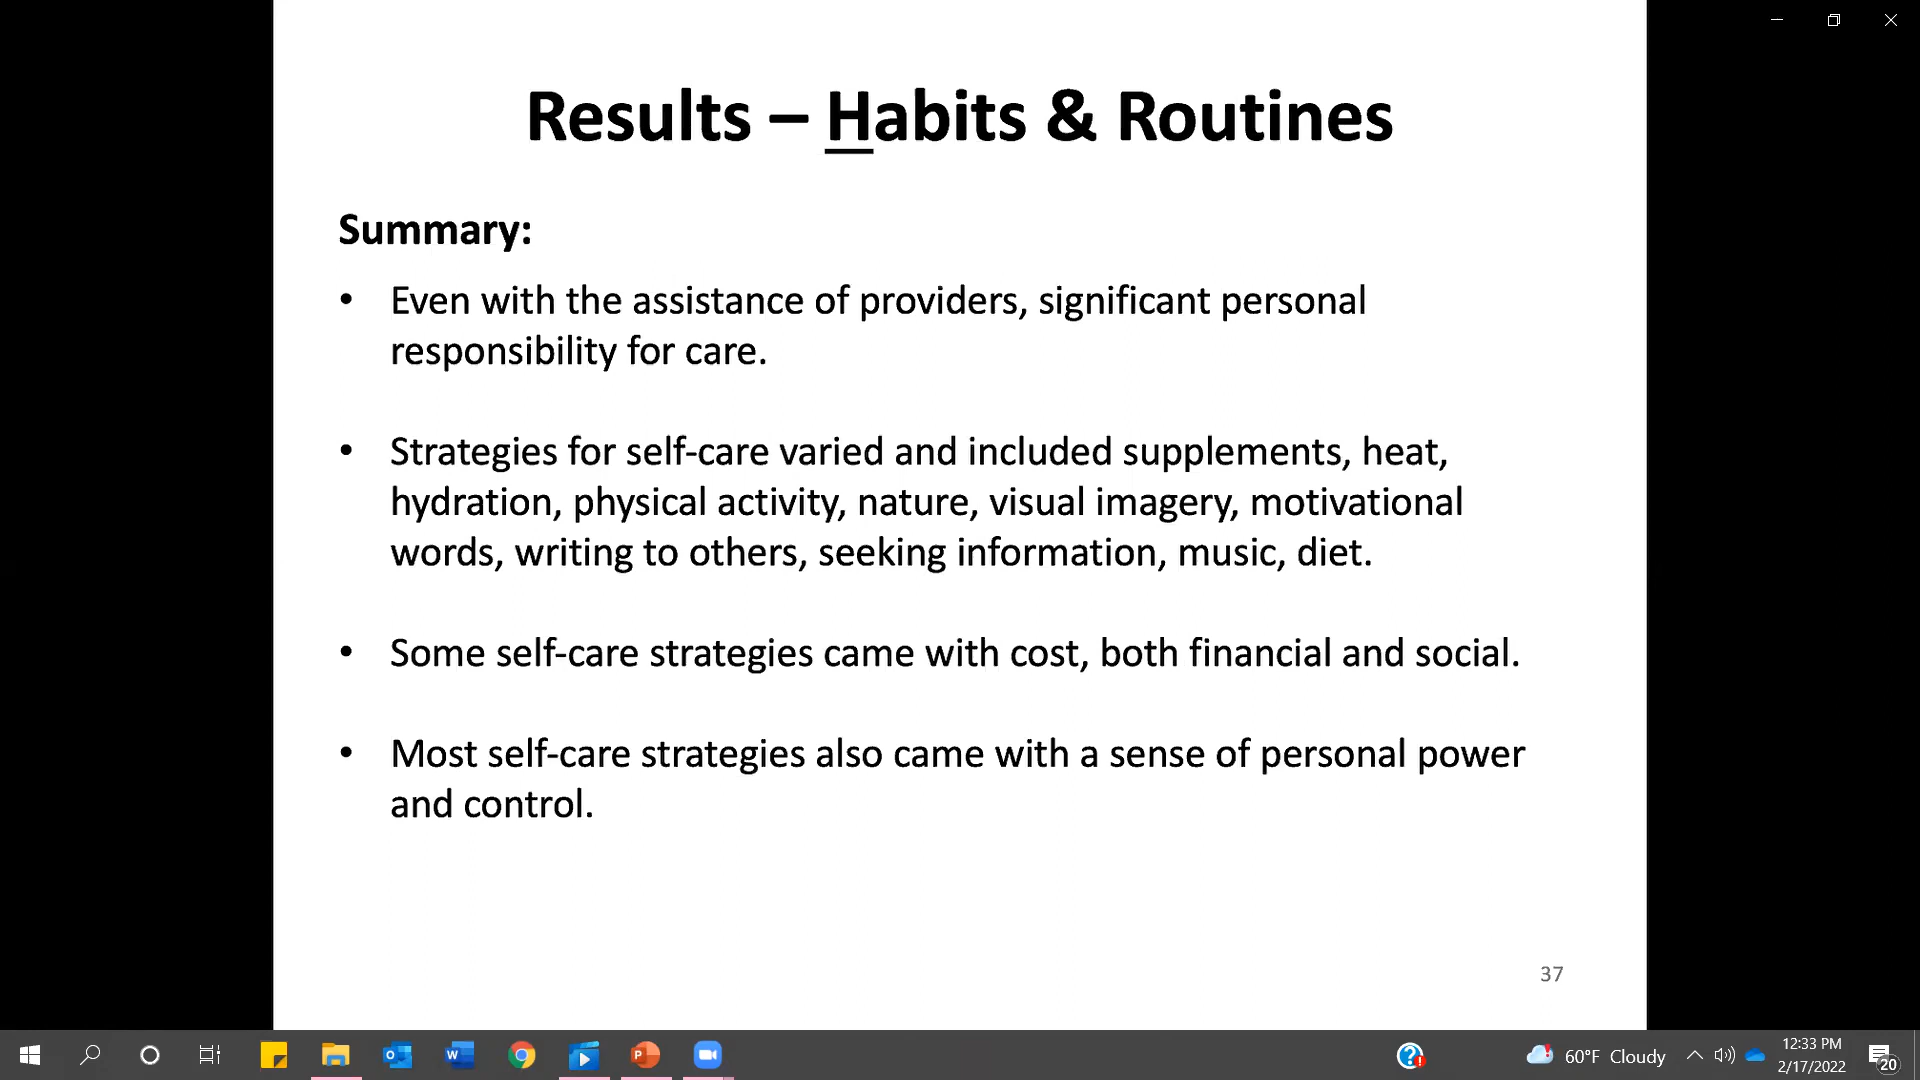 Results – Habits & Routines
Summary:
• Even with the assistance of providers, significant personal
responsibility for care.
• Strategies for self-care varied and included supplements, heat,
hydration, physical activity, nature, visual imagery, motivational
words, writing to others, seeking information, music, diet.
• Some self-care strategies came with cost, both financial and social.
• Most self-care strategies also came with a sense of personal power
and control.
37
60°F Cloudy
12:33 PM
2/17/2022
20